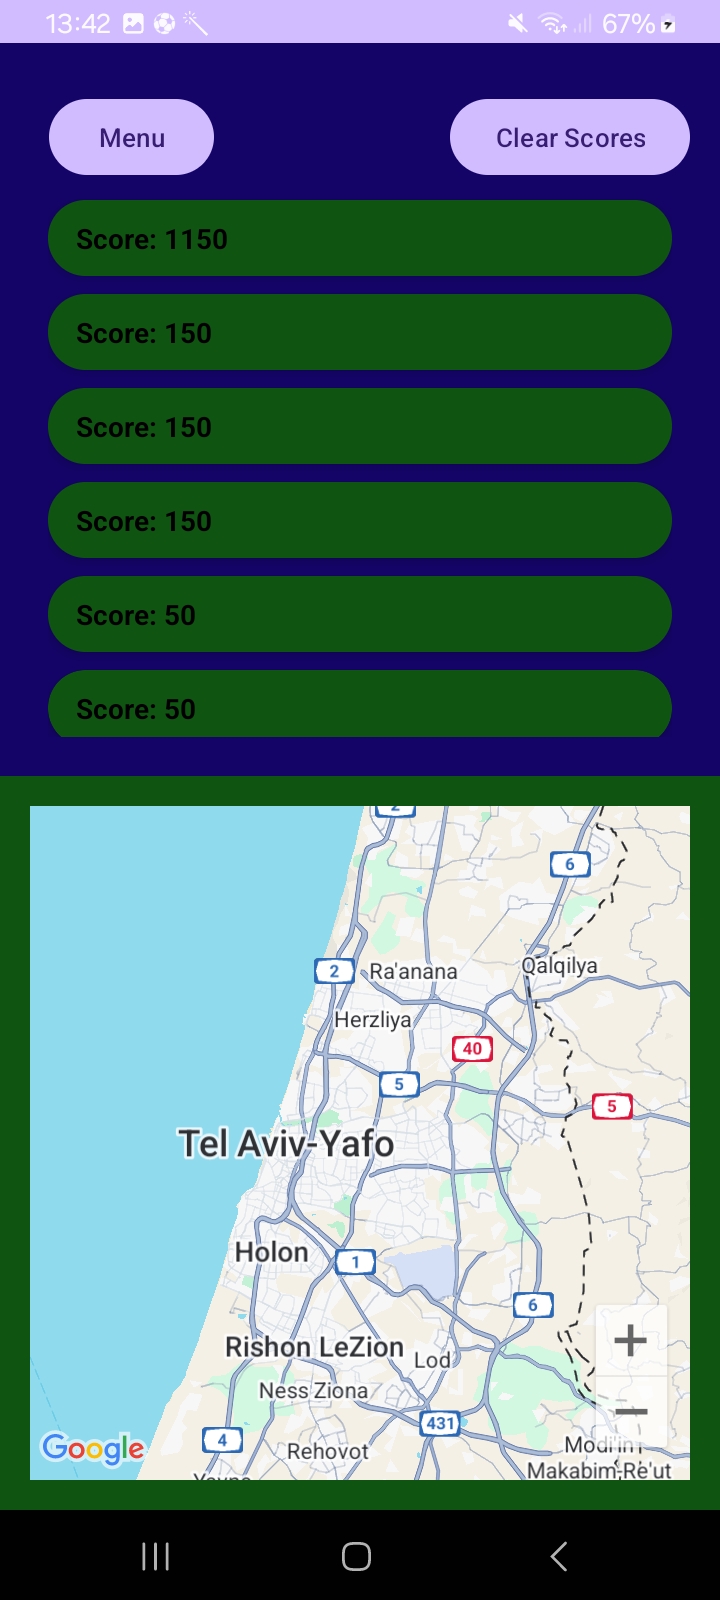 13:42 67%
Menu Clear Scores
Score: 1150
Score: 150
Score: 150
Score: 150
Score: 50
Score: 50
2
6
Qalqilya
2 Ra'anana
Herzliya
40
5
5
Tel Aviv-Yafo
Holon
1
6
Rishon LeZion
Lod
Ness Ziona
431
4
Google
Rehovot
Modi'in
Makabim-Re'ut
Yavne